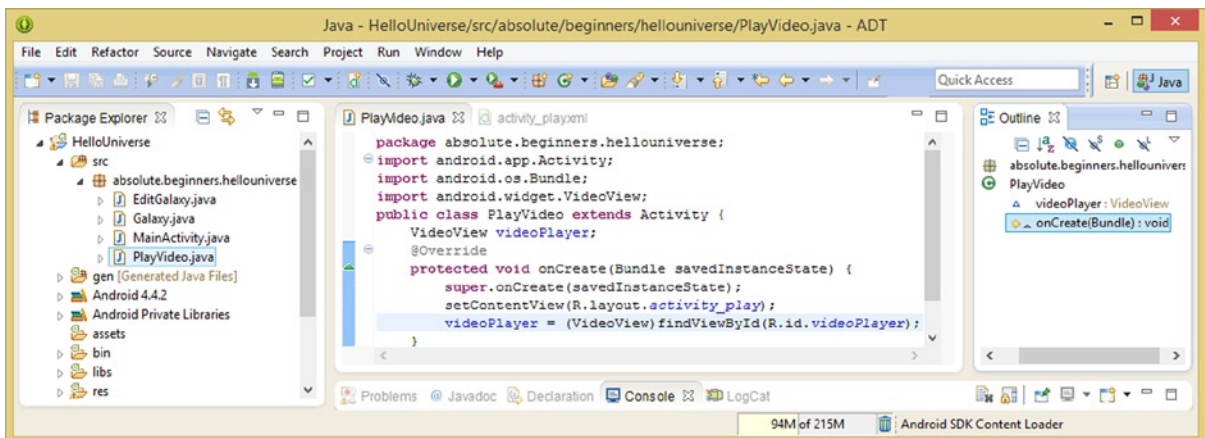 Java - HelloUniverse/src/absolute/beginners/hellouniverse/PlayVideo.java - ADT
File Edit Refactor Source Navigate Search Project Run Window Help
Quick Access
Java
Package Explorer
HelloUniverse
src
absolute.beginners.hellouniverse
EditGalaxy.java
Galaxy.java
MainActivity.java
PlayVideo.java
gen [Generated Java Files]
Android 4.4.2
Android Private Libraries
assets
bin
libs
res
PlayVideo.java activity_play.xml
package absolute.beginners.hellouniverse;
import android.app.Activity;
import android.os.Bundle;
import android.widget.VideoView;
public class PlayVideo extends Activity {
VideoView videoPlayer;
@Override
protected void onCreate(Bundle savedInstanceState) {
super.onCreate(savedInstanceState);
setContentView(R.layout.activity_play);
videoPlayer = (VideoView)findViewById(R.id.videoPlayer);
}
Outline
absolute.beginners.hellounivers
PlayVideo
videoPlayer : VideoView
onCreate(Bundle) : void
Problems @ Javadoc Declaration Console LogCat
94M of 215M
Android SDK Content Loader